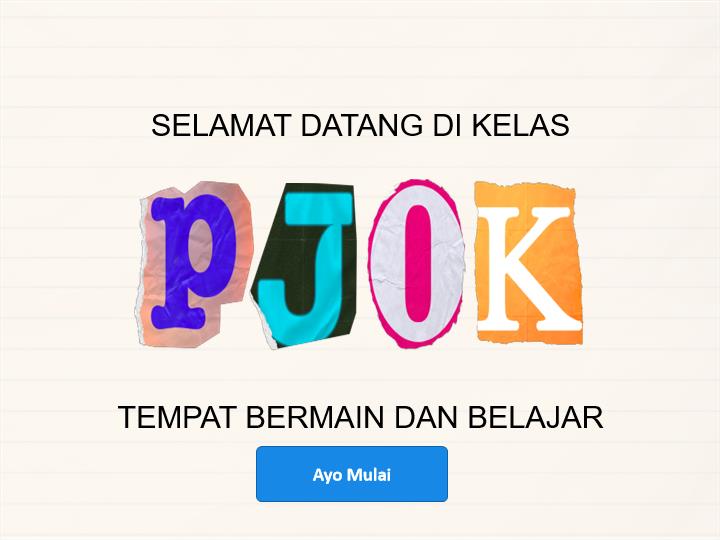 SELAMAT DATANG DI KELAS
PJOK
TEMPAT BERMAIN DAN BELAJAR
Ayo Mulai